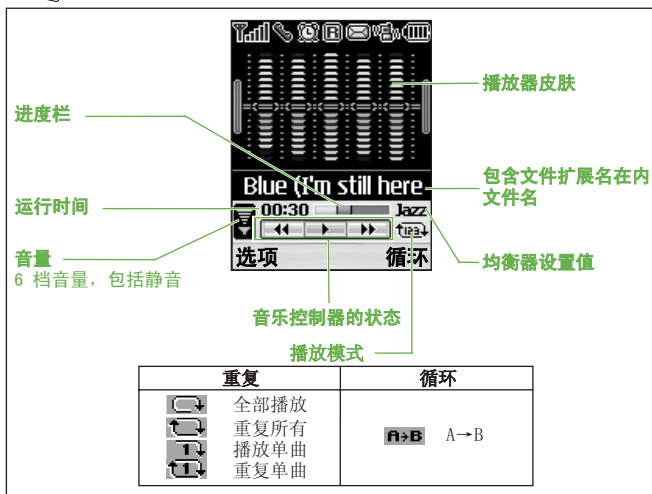 进度栏
播放器皮肤
Blue (I'm still here
包含文件扩展名在内
文件名
运行时间
00:30
Jazz
音量
6 档音量，包括静音
选项
循环
均衡器设置值
音乐控制器的状态
播放模式
重复
循环
全部播放
重复所有
1 播放单曲
1 重复单曲
A→B A→B